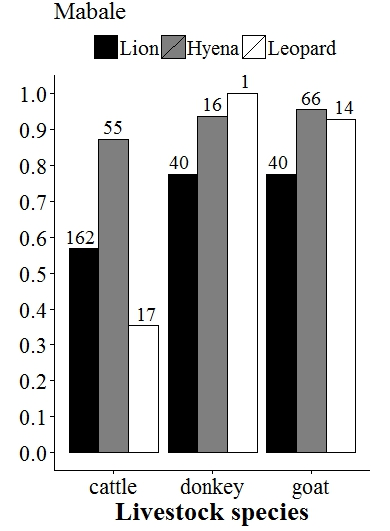 Mabale
Lion Hyena Leopard
1.0
0.9
0.8
0.7
0.6
0.5
0.4
0.3
0.2
0.1
0.0
162 55 17
40 16 1
40 66 14
cattle donkey goat
Livestock species